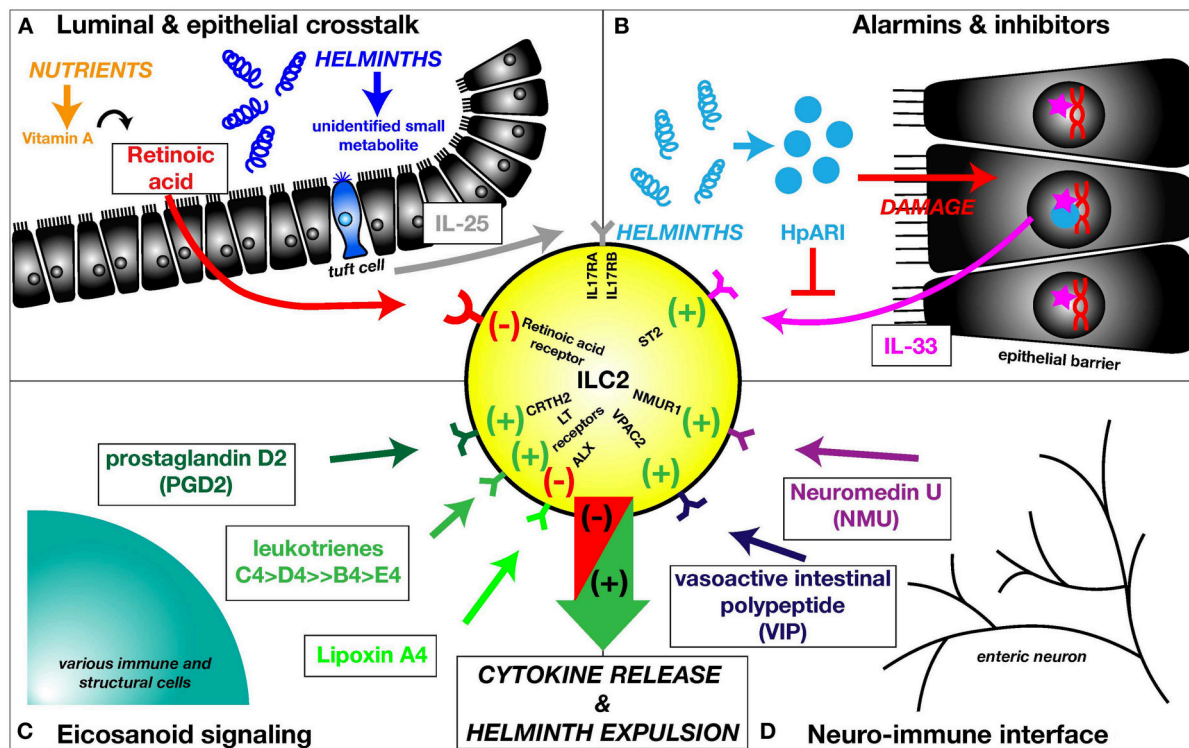 A Luminal & epithelial crosstalk
NUTRIENTS
Vitamin A
Retinoic
acid
HELMINTHS
unidentified small
metabolite
IL-25
tuft cell
B Alarmins & inhibitors
HELMINTHS
HpARI
DAMAGE
IL-33
epithelial barrier
IL17RA
IL17RB
(-)
Retinoic acid
receptor
(+)
ST2
ILC2
(+)
CRTH2
(+)
LT
receptors
(-)
ALX
NMUR1
(+)
VPAC2
(+)
(-)
(+)
prostaglandin D2
(PGD2)
leukotrienes
C4>D4>>B4>E4
Lipoxin A4
various immune and
structural cells
C Eicosanoid signaling
CYTOKINE RELEASE
&
HELMINTH EXPULSION
Neuromedin U
(NMU)
vasoactive intestinal
polypeptide
(VIP)
enteric neuron
D Neuro-immune interface